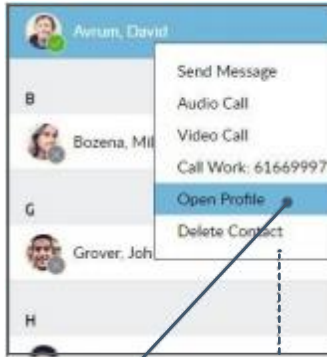 Avrum, David
Send Message
B
Audio Call
Video Call
Bozena, Mil
Call Work: 61669997
G
Open Profile
Delete Contact
Grover, Joh
H